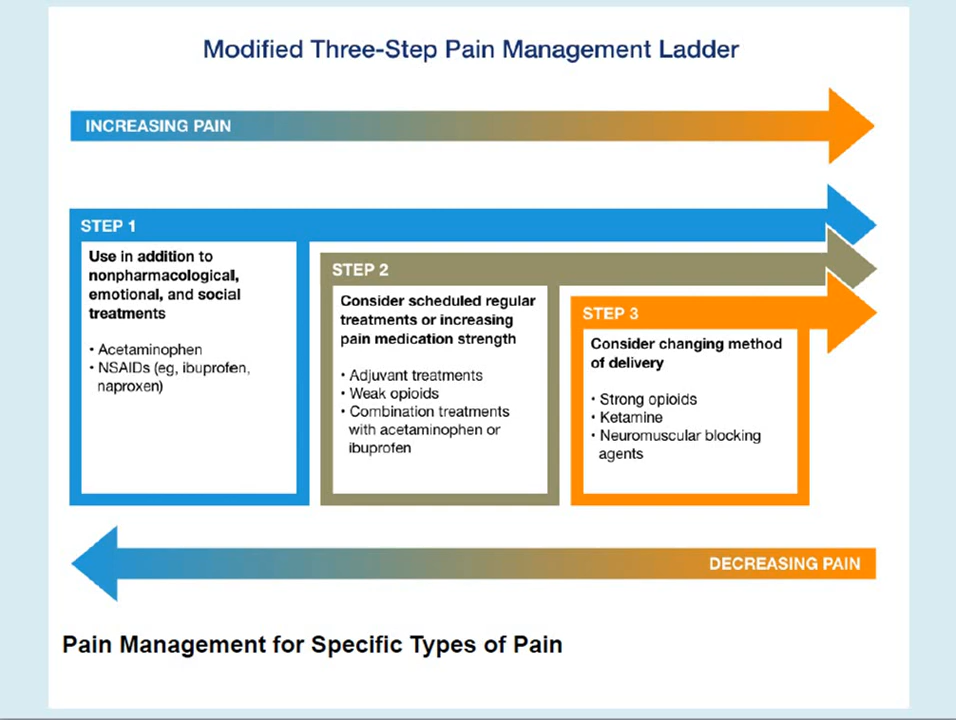 Modified Three-Step Pain Management Ladder
INCREASING PAIN
STEP 1
Use in addition to
nonpharmacological,
emotional, and social
treatments
• Acetaminophen
• NSAIDs (eg, ibuprofen,
naproxen)
STEP 2
Consider scheduled regular
treatments or increasing
pain medication strength
• Adjuvant treatments
• Weak opioids
• Combination treatments
with acetaminophen or
ibuprofen
STEP 3
Consider changing method
of delivery
• Strong opioids
• Ketamine
• Neuromuscular blocking
agents
DECREASING PAIN
Pain Management for Specific Types of Pain